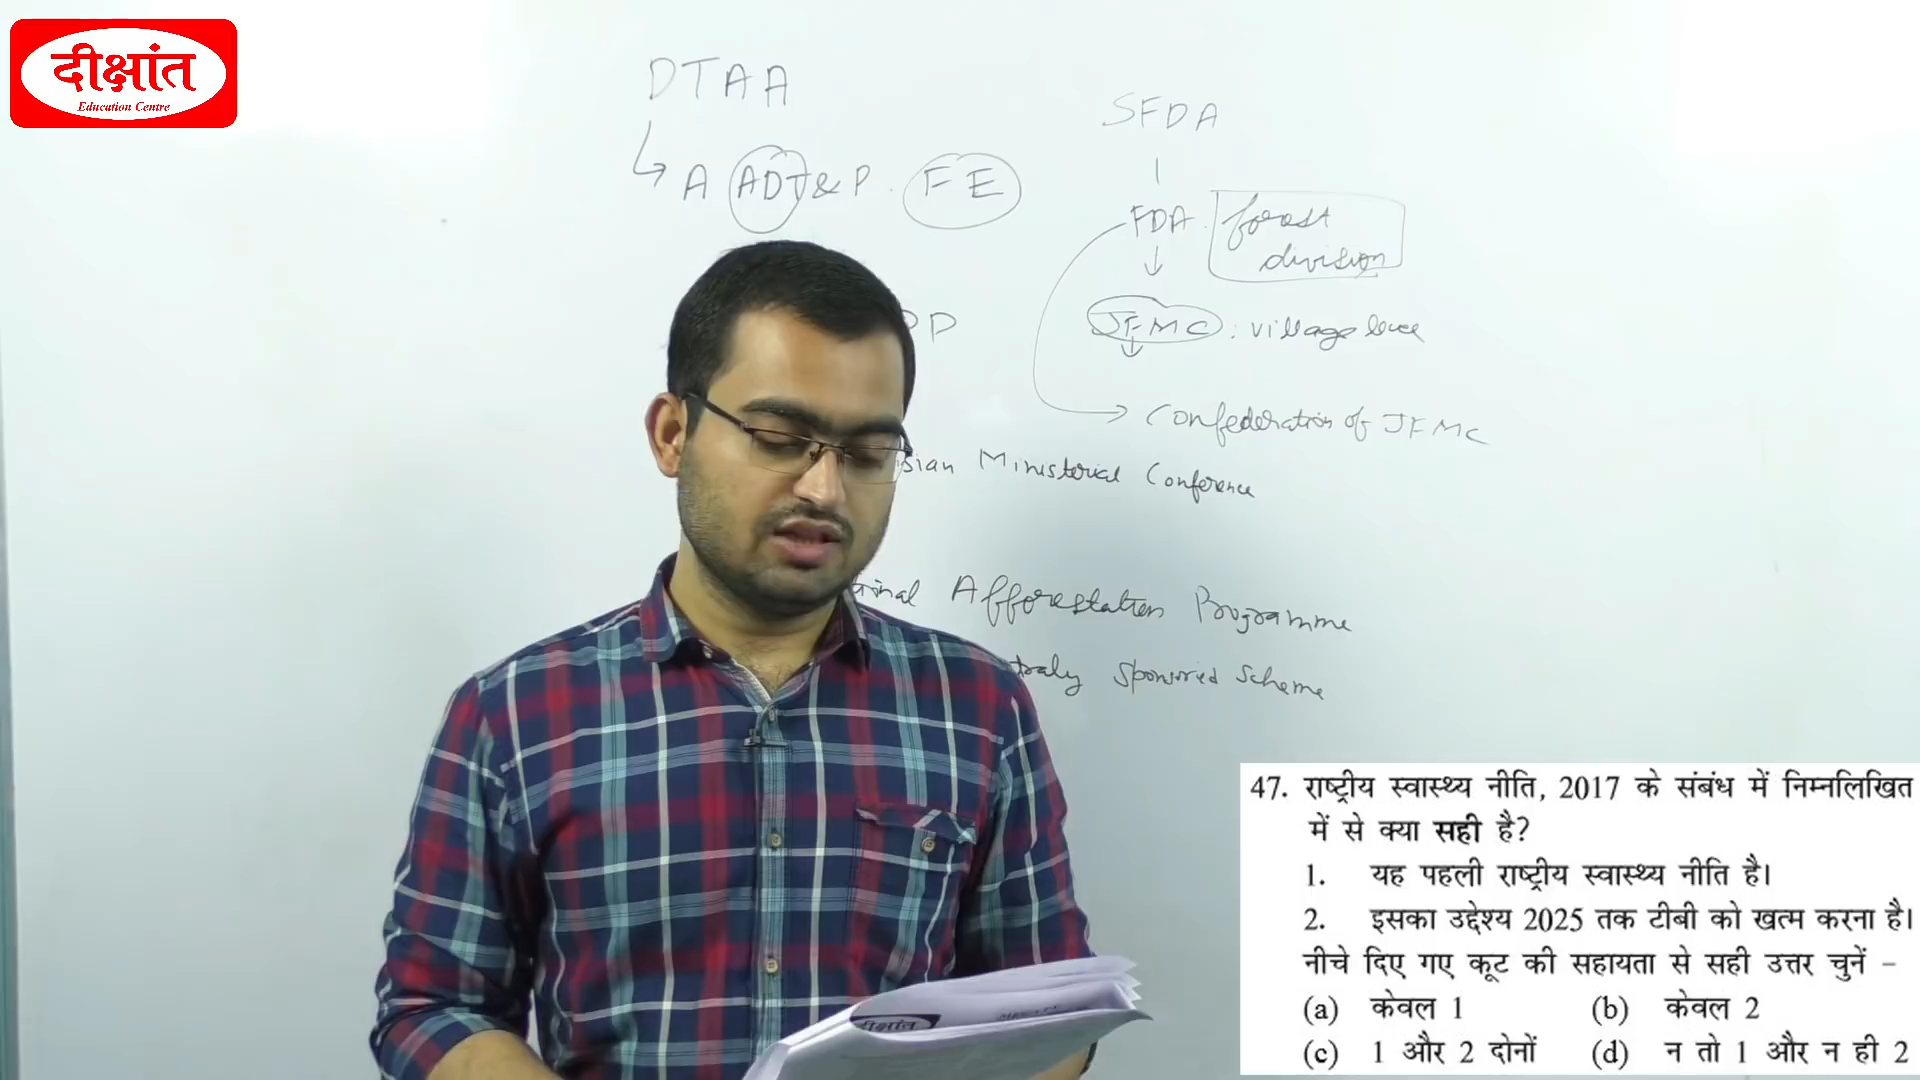 दीक्षांत
Education Centre
DTAA
A ADT & P. FE
SFDA
FDA. forest
division
JFMC : village level
Confederation of JFMC
Ministerial Conference
Afforestation Programme
Sponsored Scheme
दीक्षांत
47. राष्ट्रीय स्वास्थ्य नीति, 2017 के संबंध में निम्नलिखित
में से क्या सही है?
1. यह पहली राष्ट्रीय स्वास्थ्य नीति है।
2. इसका उद्देश्य 2025 तक टीबी को खत्म करना है।
नीचे दिए गए कूट की सहायता से सही उत्तर चुनें –
(a) केवल 1 (b) केवल 2
(c) 1 और 2 दोनों (d) न तो 1 और न ही 2